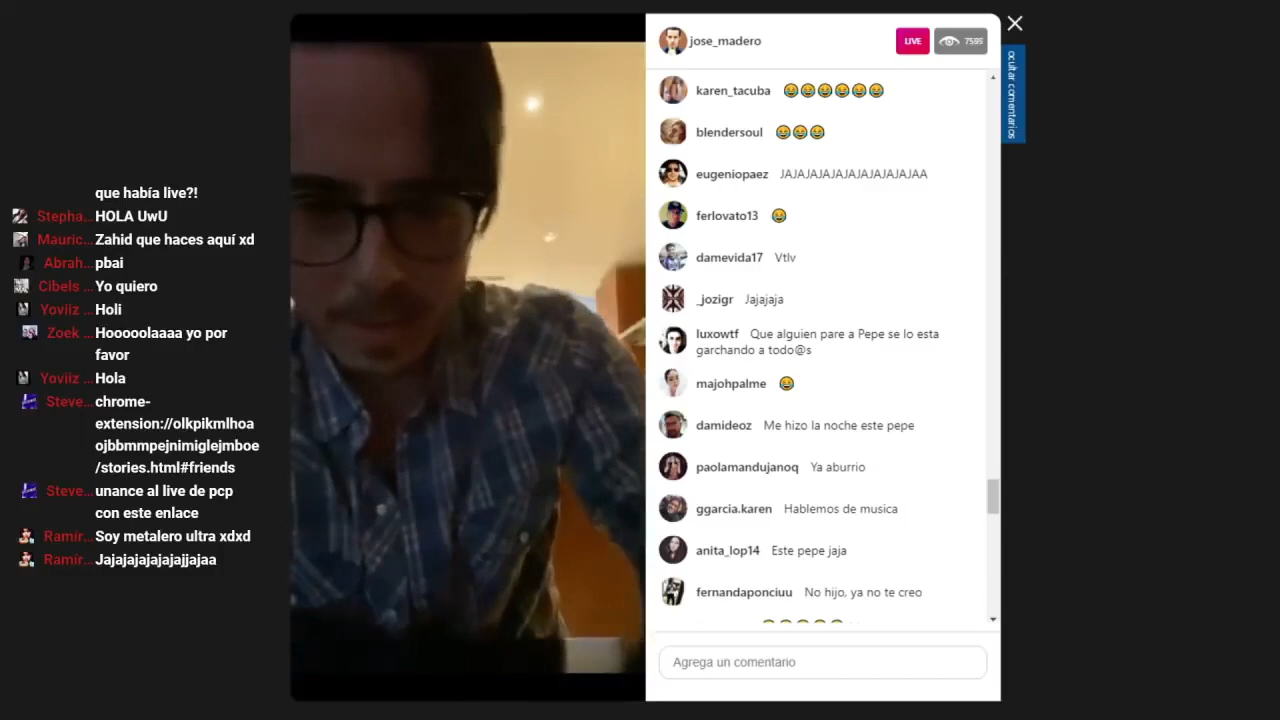 que había live?!
Stepha... HOLA UwU
Mauric... Zahid que haces aquí xd
Abrah... pbai
Cibels ... Yo quiero
Yoviiz ... Holi
Zoek ... Hooooolaaaa yo por
favor
Yoviiz ... Hola
Steve... chrome-
extension://olkpikmlhoa
ojbbmmpejnimiglejmboe
/stories.html#friends
Steve... unance al live de pcp
con este enlace
Ramír... Soy metalero ultra xdxd
Ramír... Jajajajajajajjajaa
jose_madero
LIVE
7595
ocultar comentarios
karen_tacuba 😂😂😂😂😂😂
blendersoul 😂😂😂
eugeniopaez JAJAJAJAJAJAJAJAJAJAA
ferlovato13 😂
damevida17 Vtlv
_jozigr Jajajaja
luxowtf Que alguien pare a Pepe se lo esta
garchando a todo@s
majohpalme 😂
damideoz Me hizo la noche este pepe
paolamandujanoq Ya aburrio
ggarcia.karen Hablemos de musica
anita_lop14 Este pepe jaja
fernandaponciuu No hijo, ya no te creo
Agrega un comentario